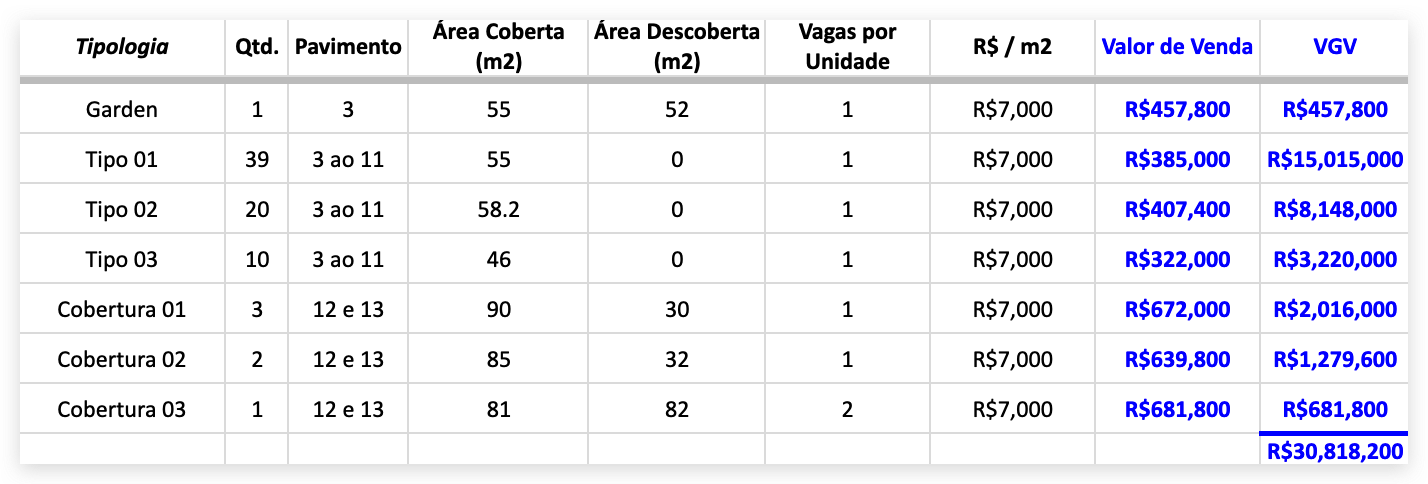 Tipologia Qtd. Pavimento Área Coberta (m2) Área Descoberta (m2) Vagas por Unidade R$ / m2 Valor de Venda VGV
Garden 1 3 55 52 1 R$7,000 R$457,800 R$457,800
Tipo 01 39 3 ao 11 55 0 1 R$7,000 R$385,000 R$15,015,000
Tipo 02 20 3 ao 11 58.2 0 1 R$7,000 R$407,400 R$8,148,000
Tipo 03 10 3 ao 11 46 0 1 R$7,000 R$322,000 R$3,220,000
Cobertura 01 3 12 e 13 90 30 1 R$7,000 R$672,000 R$2,016,000
Cobertura 02 2 12 e 13 85 32 1 R$7,000 R$639,800 R$1,279,600
Cobertura 03 1 12 e 13 81 82 2 R$7,000 R$681,800 R$681,800
R$30,818,200